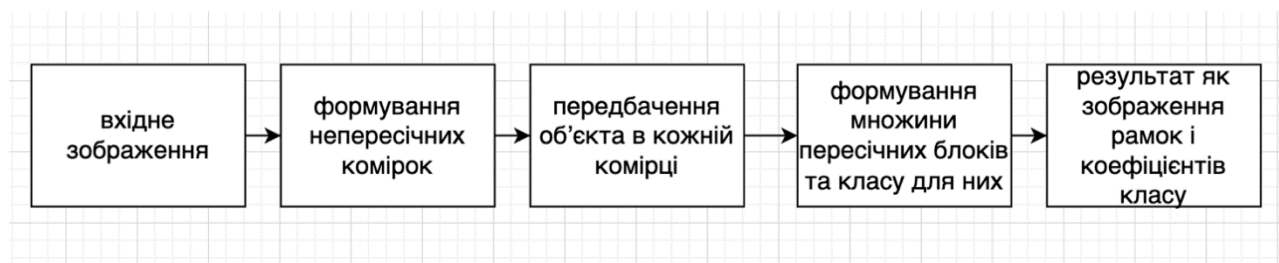 вхідне
зображення
формування
непересічних
комірок
передбачення
об’єкта в кожній
комірці
формування
множини
пересічних блоків
та класу для них
результат як
зображення
рамок і
коефіцієнтів
класу